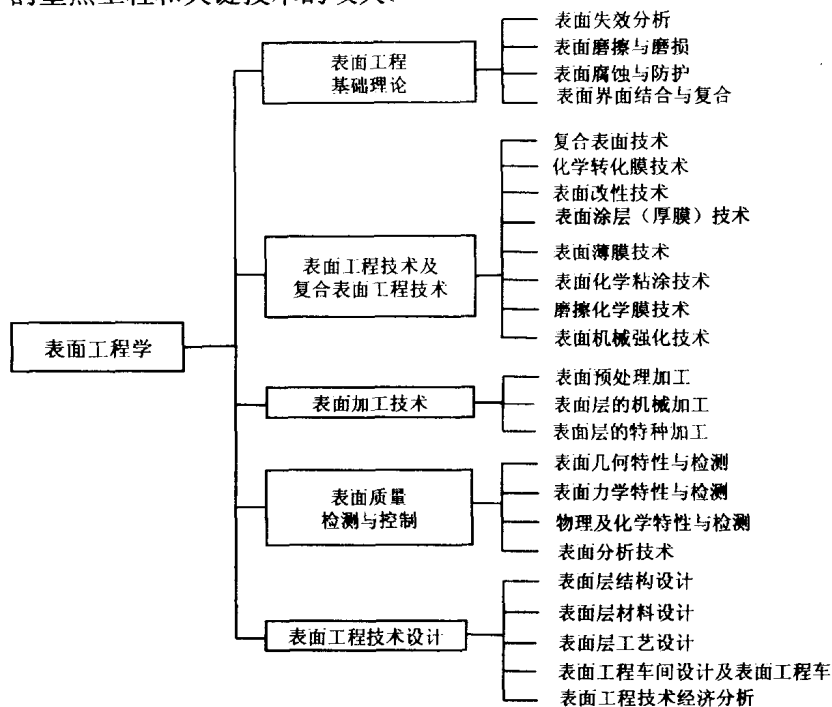 表面工程学
表面工程
基础理论
表面失效分析
表面磨擦与磨损
表面腐蚀与防护
表面界面结合与复合
表面工程技术及
复合表面工程技术
复合表面技术
化学转化膜技术
表面改性技术
表面涂层（厚膜）技术
表面薄膜技术
表面化学粘涂技术
磨擦化学膜技术
表面机械强化技术
表面加工技术
表面预处理加工
表面层的机械加工
表面层的特种加工
表面质量
检测与控制
表面几何特性与检测
表面力学特性与检测
物理及化学特性与检测
表面分析技术
表面工程技术设计
表面层结构设计
表面层材料设计
表面层工艺设计
表面工程车间设计及表面工程车
表面工程技术经济分析